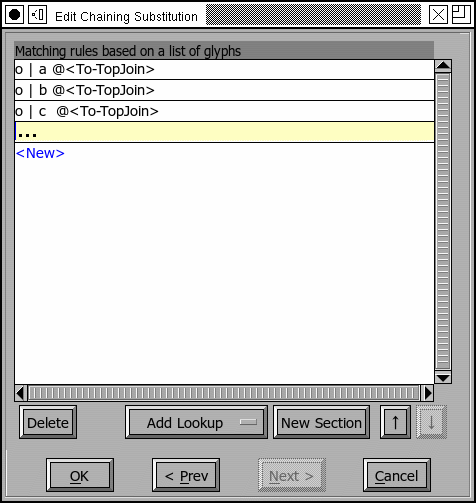 Edit Chaining Substitution
Matching rules based on a list of glyphs
o | a @<To-TopJoin>
o | b @<To-TopJoin>
o | c  @<To-TopJoin>
...
<New>
Delete
Add Lookup
New Section
↑
↓
OK
< Prev
Next >
Cancel